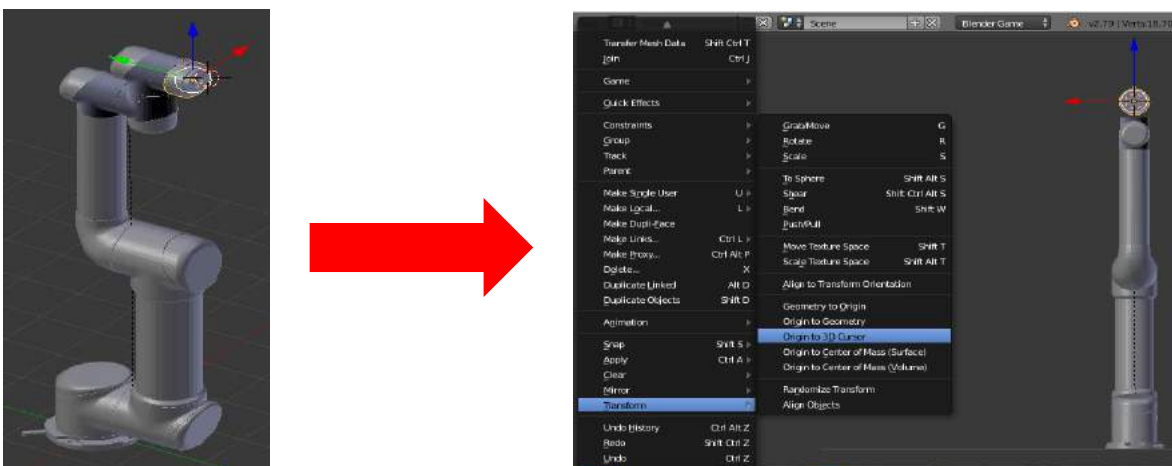 Scene
Blender Game
v2.79 | Verts:18,70
Transfer Mesh Data Shift Ctrl T
Join Ctrl J
Game
Quick Effects
Constraints
Group
Track
Parent
Make Single User U
Make Local... L
Make Dupli-Face
Make Links... Ctrl L
Make Proxy... Ctrl Alt P
Delete... X
Duplicate Linked Alt D
Duplicate Objects Shift D
Animation
Snap Shift S
Apply Ctrl A
Clear
Mirror
Transform
Undo History Ctrl Alt Z
Redo Shift Ctrl Z
Undo Ctrl Z
Grab/Move G
Rotate R
Scale S
To Sphere Shift Alt S
Shear Shift Ctrl Alt S
Bend Shift W
Push/Pull
Move Texture Space Shift T
Scale Texture Space Shift Alt T
Align to Transform Orientation
Geometry to Origin
Origin to Geometry
Origin to 3D Cursor
Origin to Center of Mass (Surface)
Origin to Center of Mass (Volume)
Randomize Transform
Align Objects